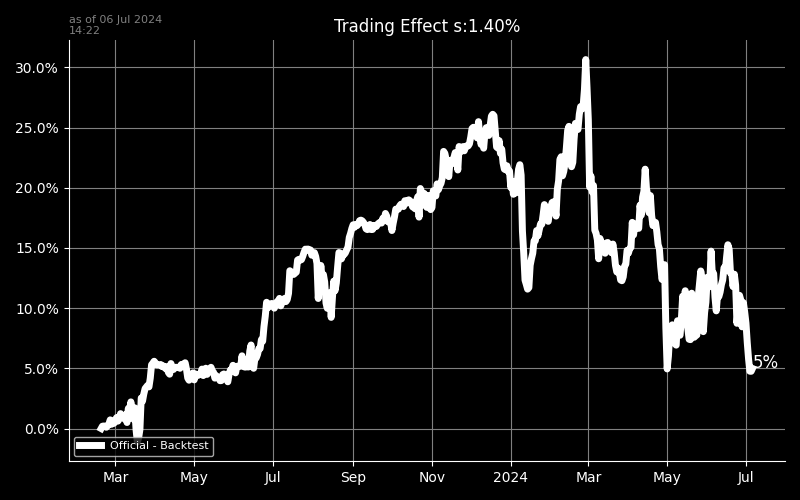 as of 06 Jul 2024
14:22
Trading Effect s:1.40%
30.0%
25.0%
20.0%
15.0%
10.0%
5.0%
0.0%
5%
Official - Backtest
Mar May Jul Sep Nov 2024 Mar May Jul